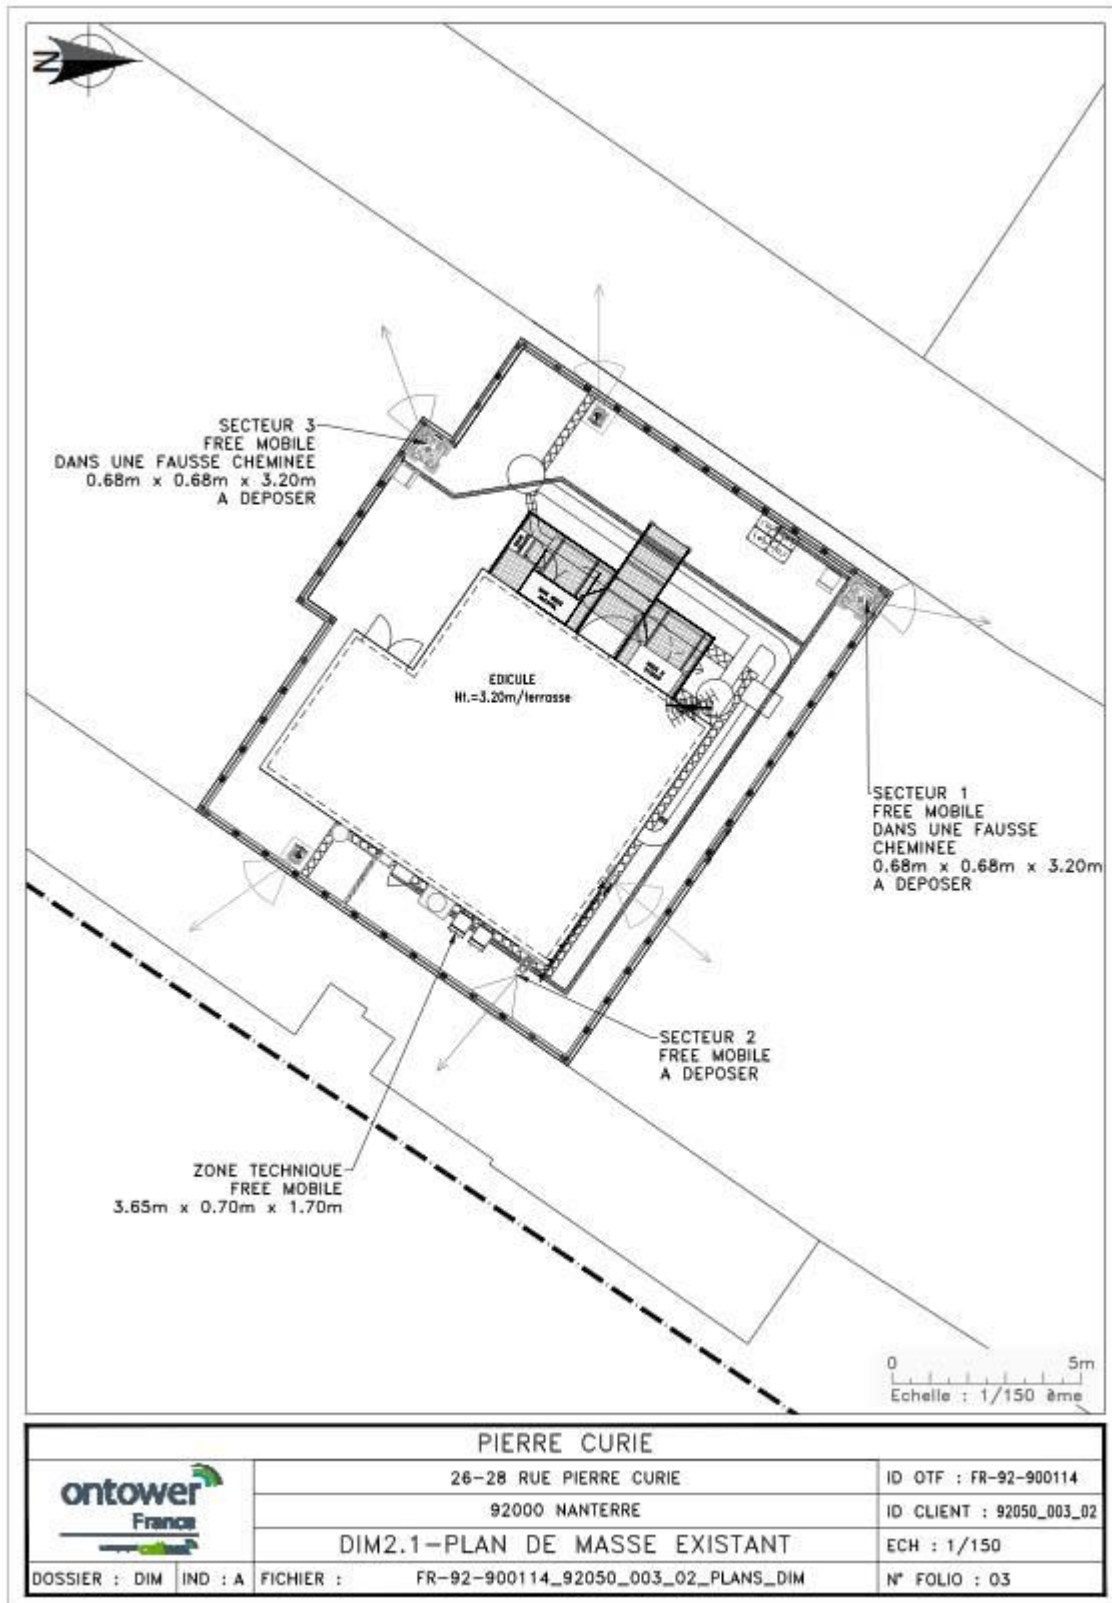 N
SECTEUR 3
FREE MOBILE
DANS UNE FAUSSE CHEMINEE
0.68m x 0.68m x 3.20m
A DEPOSER
EDICULE
Ht.=3.20m/terrasse
SECTEUR 1
FREE MOBILE
DANS UNE FAUSSE
CHEMINEE
0.68m x 0.68m x 3.20m
A DEPOSER
SECTEUR 2
FREE MOBILE
A DEPOSER
ZONE TECHNIQUE
FREE MOBILE
3.65m x 0.70m x 1.70m
0 5m
Echelle : 1/150 ème
PIERRE CURIE
ontower
France
26-28 RUE PIERRE CURIE
ID OTF : FR-92-900114
92000 NANTERRE
ID CLIENT : 92050_003_02
DIM2.1-PLAN DE MASSE EXISTANT
ECH : 1/150
DOSSIER : DIM IND : A FICHIER : FR-92-900114_92050_003_02_PLANS_DIM N° FOLIO : 03